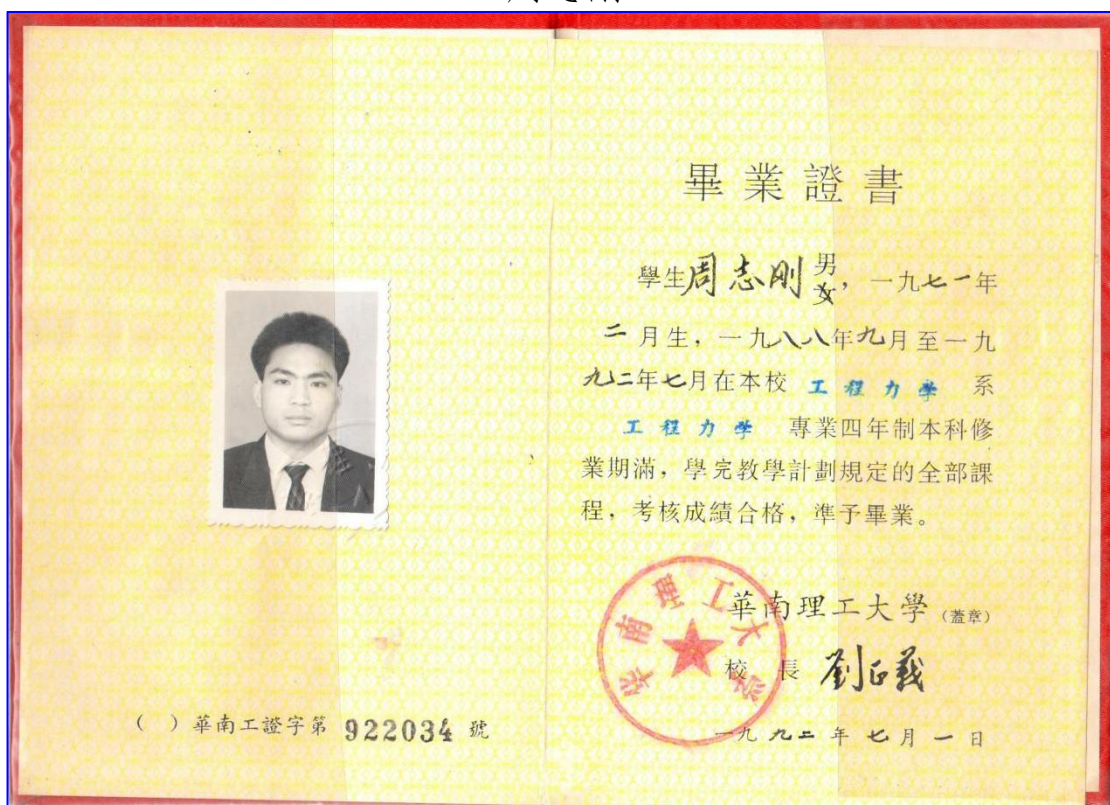 畢業證書
學生周志刚男女，一九七一年
二月生，一九八八年九月至一九
九二年七月在本校 工程力学 系
工程力学 專業四年制本科修
業期滿，學完教學計劃規定的全部課
程，考核成績合格，準予畢業。
華南理工大學（蓋章）
校長 劉正義
一九九二年七月一日
华南理工大学
（ ）華南工證字第 922034 號